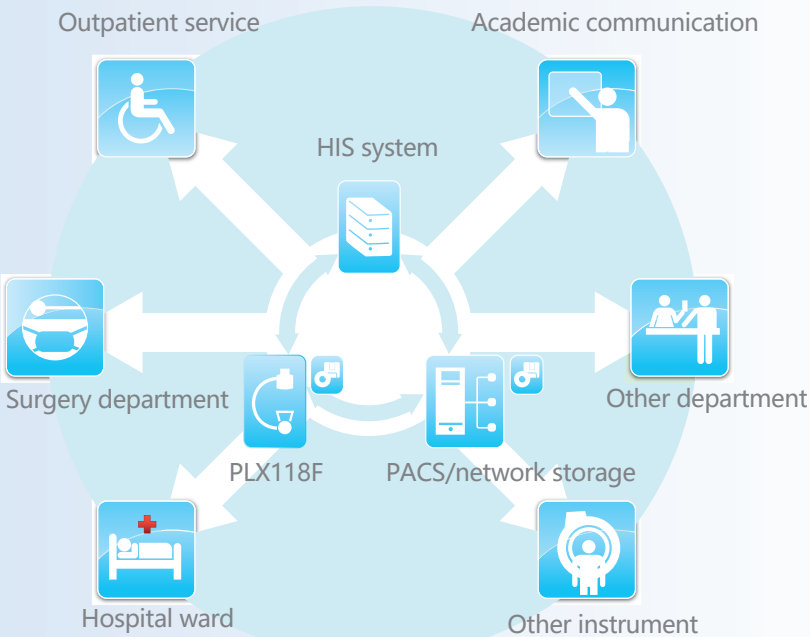 Outpatient service
Academic communication
HIS system
Surgery department
Other department
PLX118F
PACS/network storage
Hospital ward
Other instrument